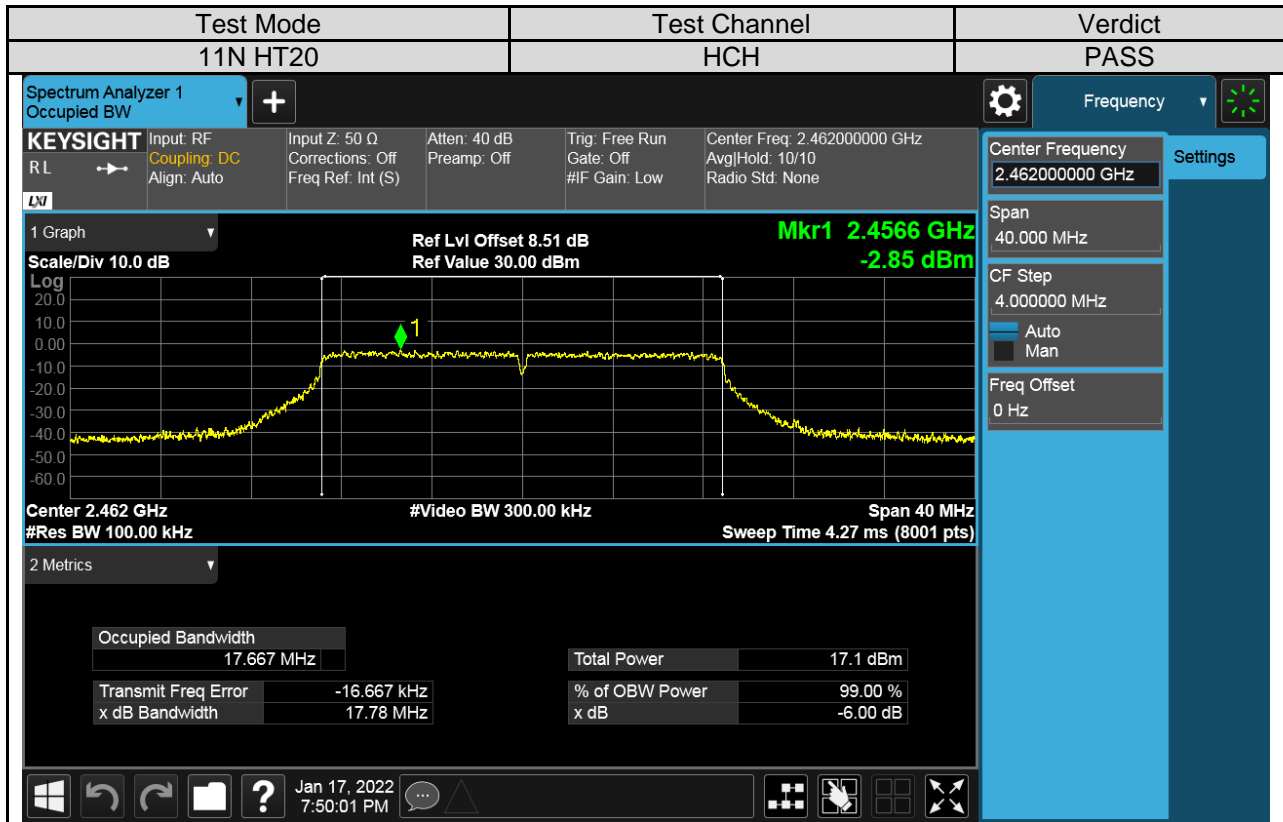 Test Mode Test Channel Verdict
11N HT20 HCH PASS
Spectrum Analyzer 1
Occupied BW
+
Frequency
KEYSIGHT
RL
LXI
Input: RF
Coupling: DC
Align: Auto
Input Z: 50 Ω
Corrections: Off
Freq Ref: Int (S)
Atten: 40 dB
Preamp: Off
Trig: Free Run
Gate: Off
#IF Gain: Low
Center Freq: 2.462000000 GHz
Avg|Hold: 10/10
Radio Std: None
Center Frequency
2.462000000 GHz
Settings
Span
40.000 MHz
CF Step
4.000000 MHz
Auto
Man
Freq Offset
0 Hz
1 Graph
Scale/Div 10.0 dB
Ref Lvl Offset 8.51 dB
Ref Value 30.00 dBm
Mkr1 2.4566 GHz
-2.85 dBm
Log
20.0
10.0
0.00
-10.0
-20.0
-30.0
-40.0
-50.0
-60.0
1
Center 2.462 GHz #Video BW 300.00 kHz Span 40 MHz
#Res BW 100.00 kHz Sweep Time 4.27 ms (8001 pts)
2 Metrics
Occupied Bandwidth
17.667 MHz
Total Power 17.1 dBm
Transmit Freq Error -16.667 kHz
% of OBW Power 99.00 %
x dB Bandwidth 17.78 MHz
x dB -6.00 dB
?
Jan 17, 2022
7:50:01 PM